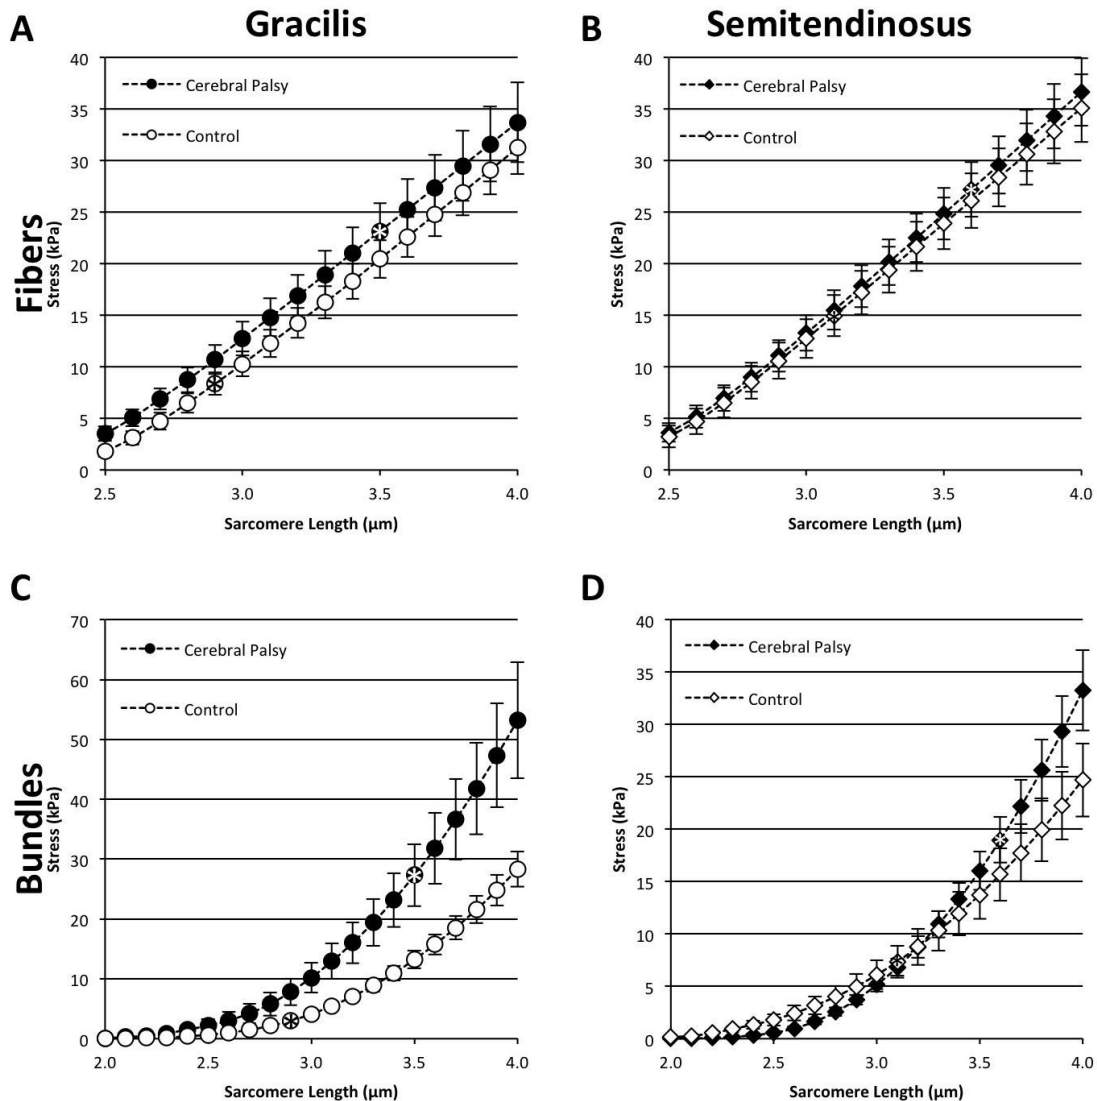 A
Gracilis
B
Semitendinosus
Fibers
Stress (kPa)
40
35
30
25
20
15
10
5
0
Cerebral Palsy
Control
2.5
3.0
3.5
4.0
Sarcomere Length (µm)
Stress (kPa)
40
35
30
25
20
15
10
5
0
Cerebral Palsy
Control
2.5
3.0
3.5
4.0
Sarcomere Length (µm)
C
D
Bundles
Stress (kPa)
70
60
50
40
30
20
10
0
Cerebral Palsy
Control
2.0
2.5
3.0
3.5
4.0
Sarcomere Length (µm)
Stress (kPa)
40
35
30
25
20
15
10
5
0
Cerebral Palsy
Control
2.0
2.5
3.0
3.5
4.0
Sarcomere Length (µm)